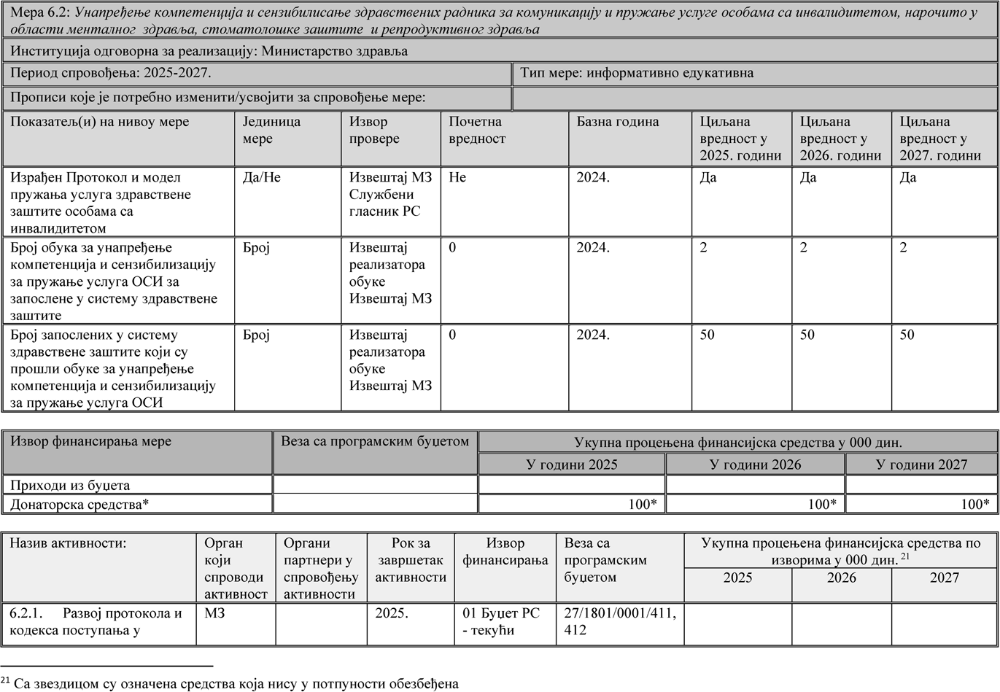 Мера 6.2: Унапређење компетенција и сензибилисање здравствених радника за комуникацију и пружање услуге особама са инвалидитетом, нарочито у
области менталног здравља, стоматолошке заштите и репродуктивног здравља
Институција одговорна за реализацију: Министарство здравља
Период спровођења: 2025-2027.
Тип мере: информативно едукативна
Прописи које је потребно изменити/усвојити за спровођење мере:
Показатељ(и) на нивоу мере
Јединица
мере
Извор
провере
Почетна
вредност
Базна година
Циљана
вредност у
2025. години
Циљана
вредност у
2026. години
Циљана
вредност у
2027. години
Израђен Протокол и модел
пружања услуга здравствене
заштите особама са
инвалидитетом
Да/Не
Извештај МЗ
Службени
гласник РС
Не
2024.
Да
Да
Да
Број обука за унапређење
компетенција и сензибилизацију
за пружање услуга ОСИ за
запослене у систему здравствене
заштите
Број
Извештај
реализатора
обуке
Извештај МЗ
0
2024.
2
2
2
Број запослених у систему
здравствене заштите који су
прошли обуке за унапређење
компетенција и сензибилизацију
за пружање услуга ОСИ
Број
Извештај
реализатора
обуке
Извештај МЗ
0
2024.
50
50
50
Извор финансирања мере
Веза са програмским буџетом
Укупна процењена финансијска средства у 000 дин.
У години 2025
У години 2026
У години 2027
Приходи из буџета
Донаторска средства*
100*
100*
100*
Назив активности:
Орган
који
спроводи
активност
Органи
партнери у
спровођењу
активности
Рок за
завршетак
активности
Извор
финансирања
Веза са
програмским
буџетом
Укупна процењена финансијска средства по
изворима у 000 дин. 21
2025
2026
2027
6.2.1. Развој протокола и
кодекса поступања у
МЗ
2025.
01 Буџет РС
- текући
27/1801/0001/411,
412
21 Са звездицом су означена средства која нису у потпуности обезбеђена